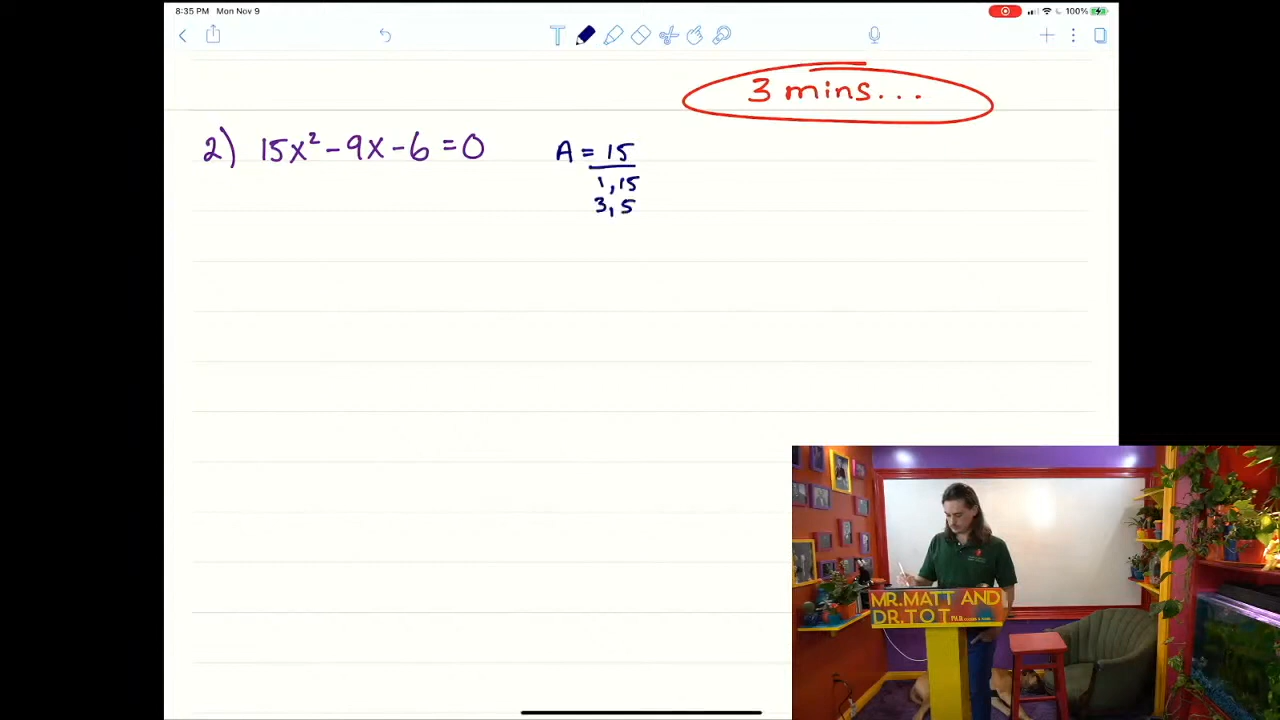 8:35 PM Mon Nov 9
100%
T
3 mins...
2) 15x² - 9x - 6 = 0
A = 15
1, 15
3, 5
MR. MATT AND
DR. TOT